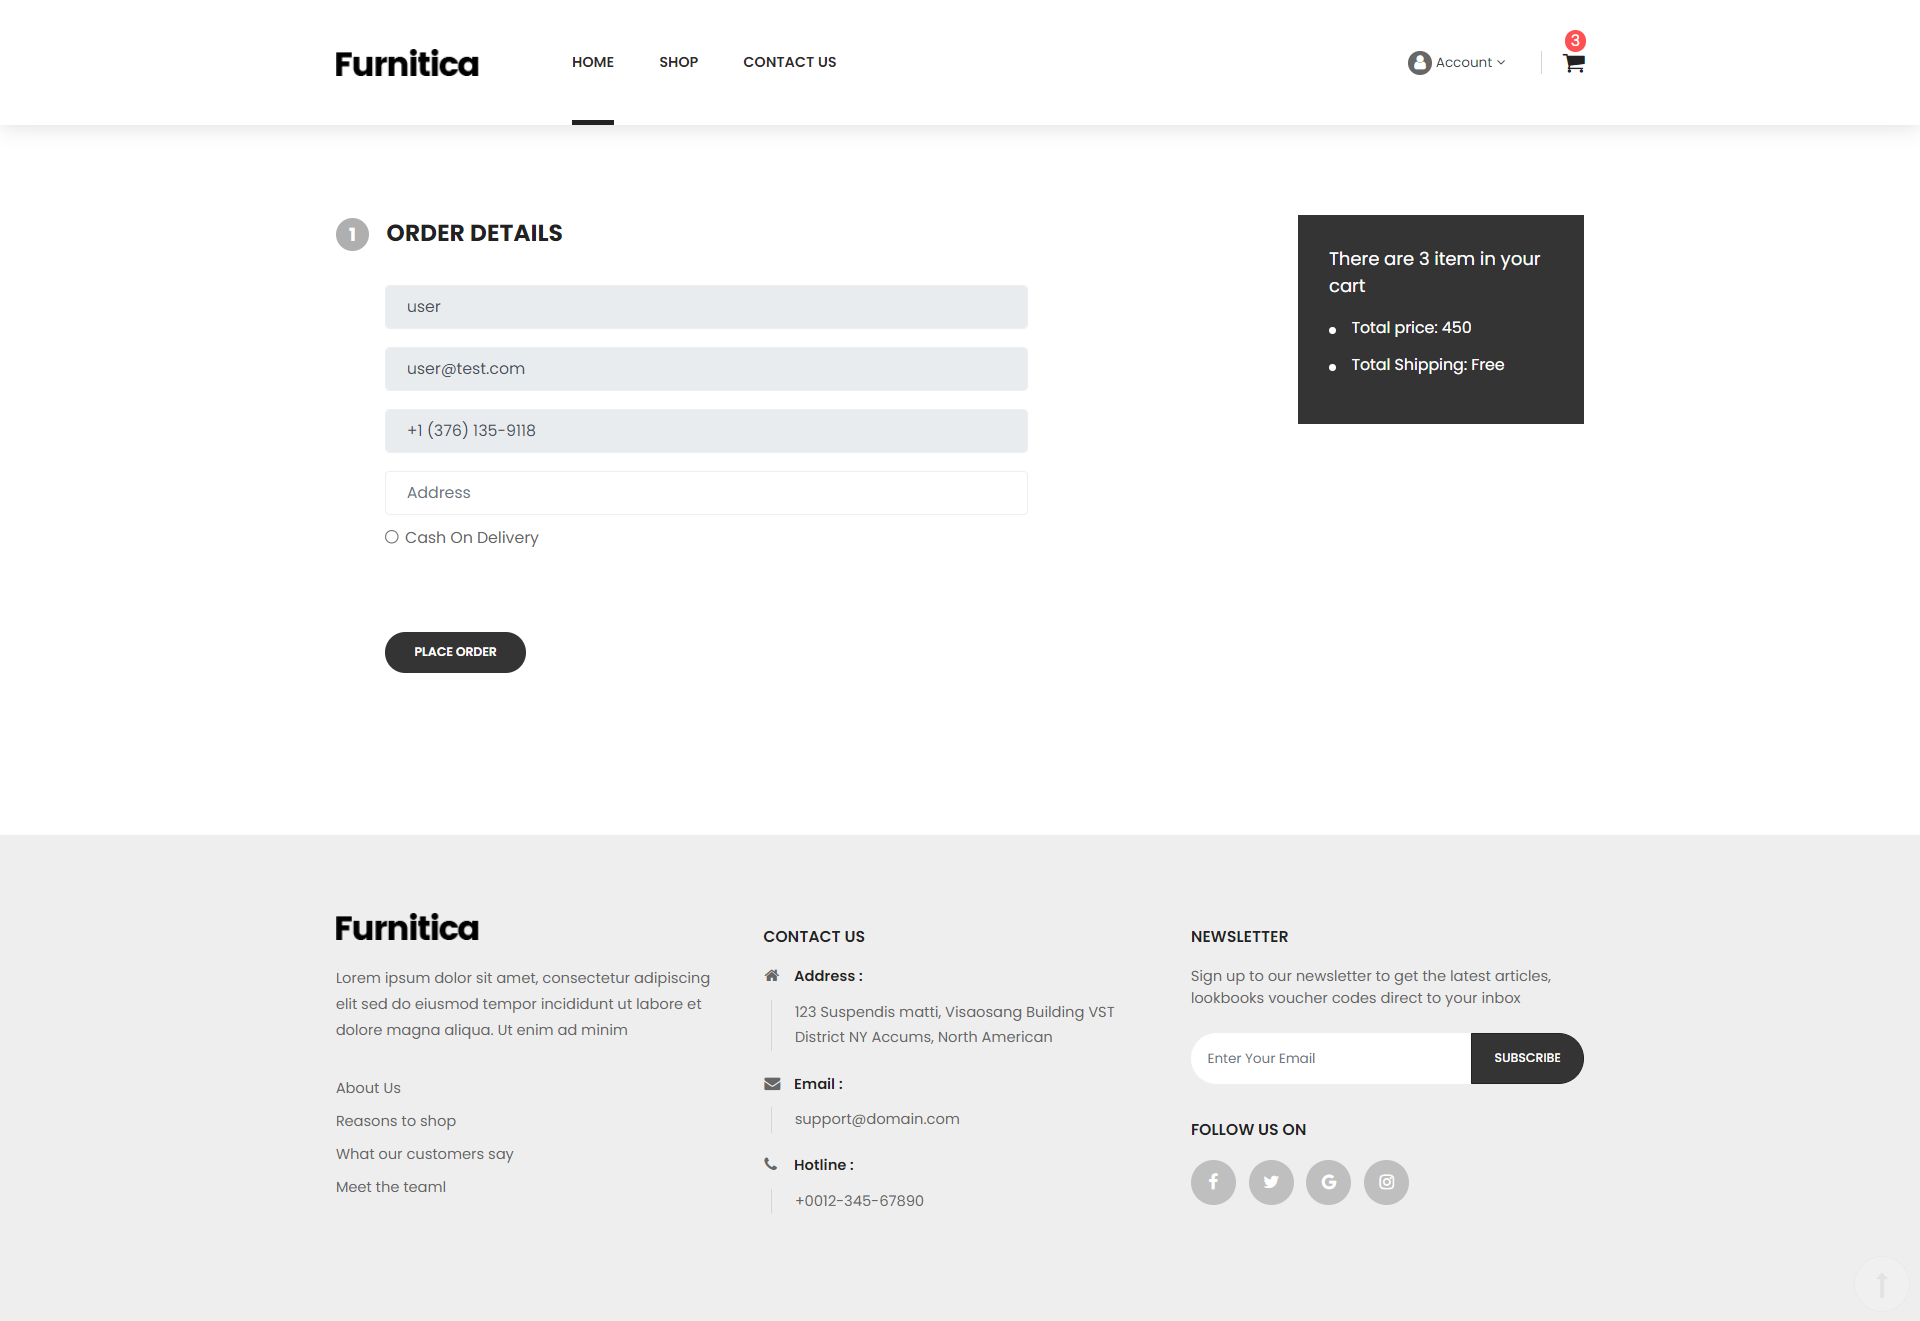 Furnitica
HOME
SHOP
CONTACT US
Account
3
1
ORDER DETAILS
user
user@test.com
+1 (376) 135-9118
Address
Cash On Delivery
PLACE ORDER
There are 3 item in your
cart
Total price: 450
Total Shipping: Free
Furnitica
Lorem ipsum dolor sit amet, consectetur adipiscing
elit sed do eiusmod tempor incididunt ut labore et
dolore magna aliqua. Ut enim ad minim
About Us
Reasons to shop
What our customers say
Meet the teaml
CONTACT US
Address :
123 Suspendis matti, Visaosang Building VST
District NY Accums, North American
Email :
support@domain.com
Hotline :
+0012-345-67890
NEWSLETTER
Sign up to our newsletter to get the latest articles,
lookbooks voucher codes direct to your inbox
Enter Your Email
SUBSCRIBE
FOLLOW US ON